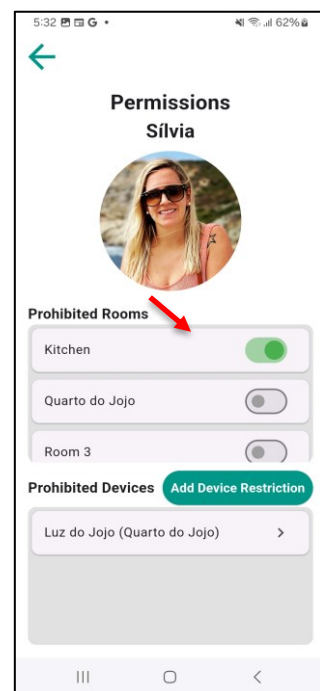 5:32 G 62%
Permissions
Sílvia
Prohibited Rooms
Kitchen
Quarto do Jojo
Room 3
Prohibited Devices Add Device Restriction
Luz do Jojo (Quarto do Jojo)